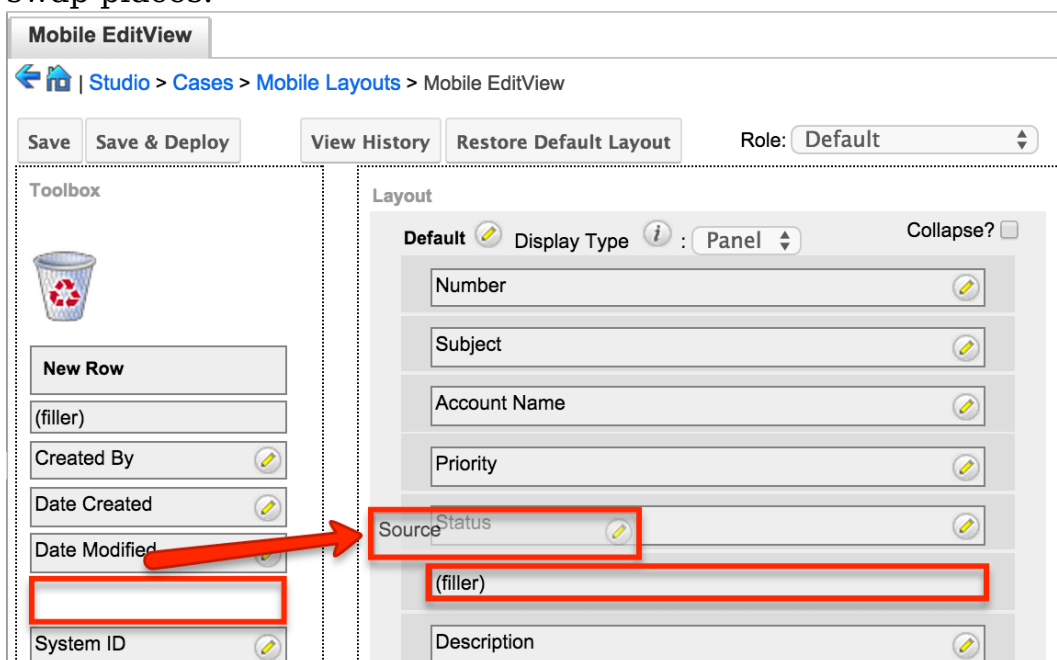 swap places.
Mobile EditView
| Studio > Cases > Mobile Layouts > Mobile EditView
Save Save & Deploy View History Restore Default Layout Role: Default
Toolbox
Layout
Default Display Type i : Panel Collapse?
Number
Subject
New Row
Account Name
(filler)
Created By
Priority
Date Created
Source Status
Date Modified
(filler)
System ID
Description